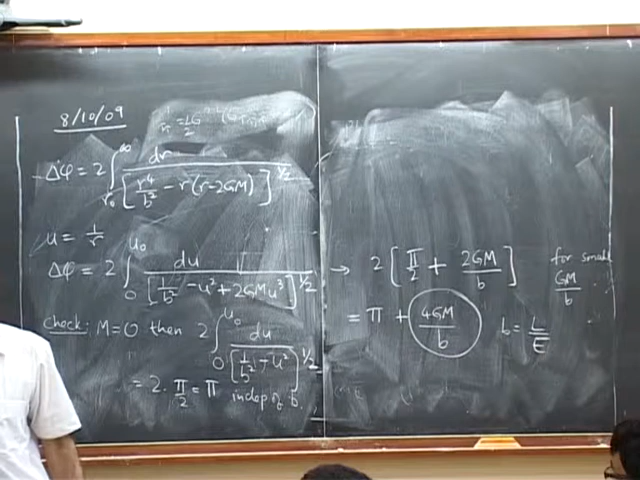 8/10/09
Δφ = 2 ∫_{r₀}^{∞} dr / [r⁴/b² - r(r-2GM)]^{1/2}
u = 1/r
Δφ = 2 ∫_{0}^{u₀} du / [1/b² - u² + 2GMu³]^{1/2} → 2 [π/2 + 2GM/b] for small GM/b
= π + 4GM/b b = L/E
Check: M=0 then 2 ∫_{0}^{u₀} du / [1/b² - u²]^{1/2}
= 2 · π/2 = π indep of b.